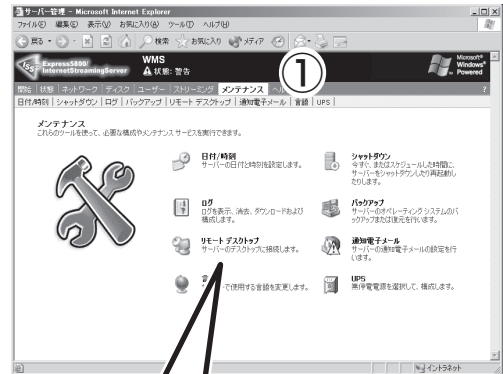 サーバー管理 - Microsoft Internet Explorer
ファイル(F) 編集(E) 表示(V) お気に入り(A) ツール(T) ヘルプ(H)
戻る 検索 お気に入り メディア
Express5800/
InternetStreamingServer
WMS
状態: 警告
Microsoft®
Windows®
Powered
①
開始 | 状態 | ネットワーク | ディスク | ユーザー | ストリーミング | メンテナンス | ?
日付/時刻 | シャットダウン | ログ | バックアップ | リモート デスクトップ | 通知電子メール | 言語 | UPS |
メンテナンス
これらのツールを使って、必要な構成やメンテナンス サービスを実行できます。
日付/時刻
サーバーの日付と時刻を設定します。
シャットダウン
今すぐ、またはスケジュールした時間に、
サーバーをシャットダウンしたり再起動し
たりします。
ログ
ログを表示、消去、ダウンロードおよび
構成します。
バックアップ
サーバーのオペレーティング システムのバ
ックアップまたは復元を行います。
リモート デスクトップ
サーバーのデスクトップに接続します。
通知電子メール
サーバーの通知電子メールの設定を行
います。
で使用する言語を変更します。
UPS
無停電電源を選択して、構成します。
イントラネット